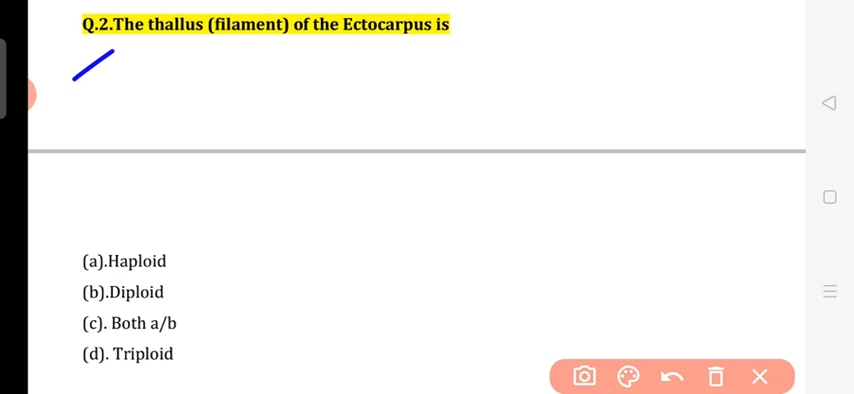 Q.2.The thallus (filament) of the Ectocarpus is
(a).Haploid
(b).Diploid
(c). Both a/b
(d). Triploid